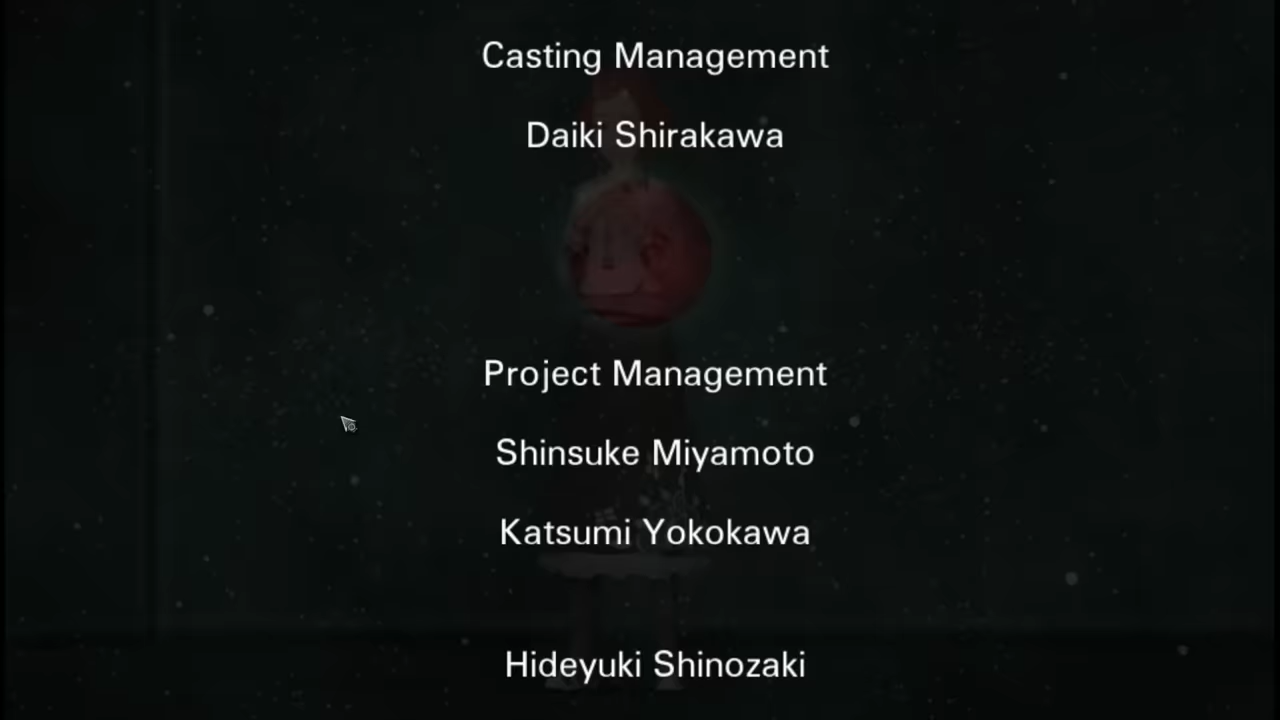 Casting Management
Daiki Shirakawa
Project Management
Shinsuke Miyamoto
Katsumi Yokokawa
Hideyuki Shinozaki